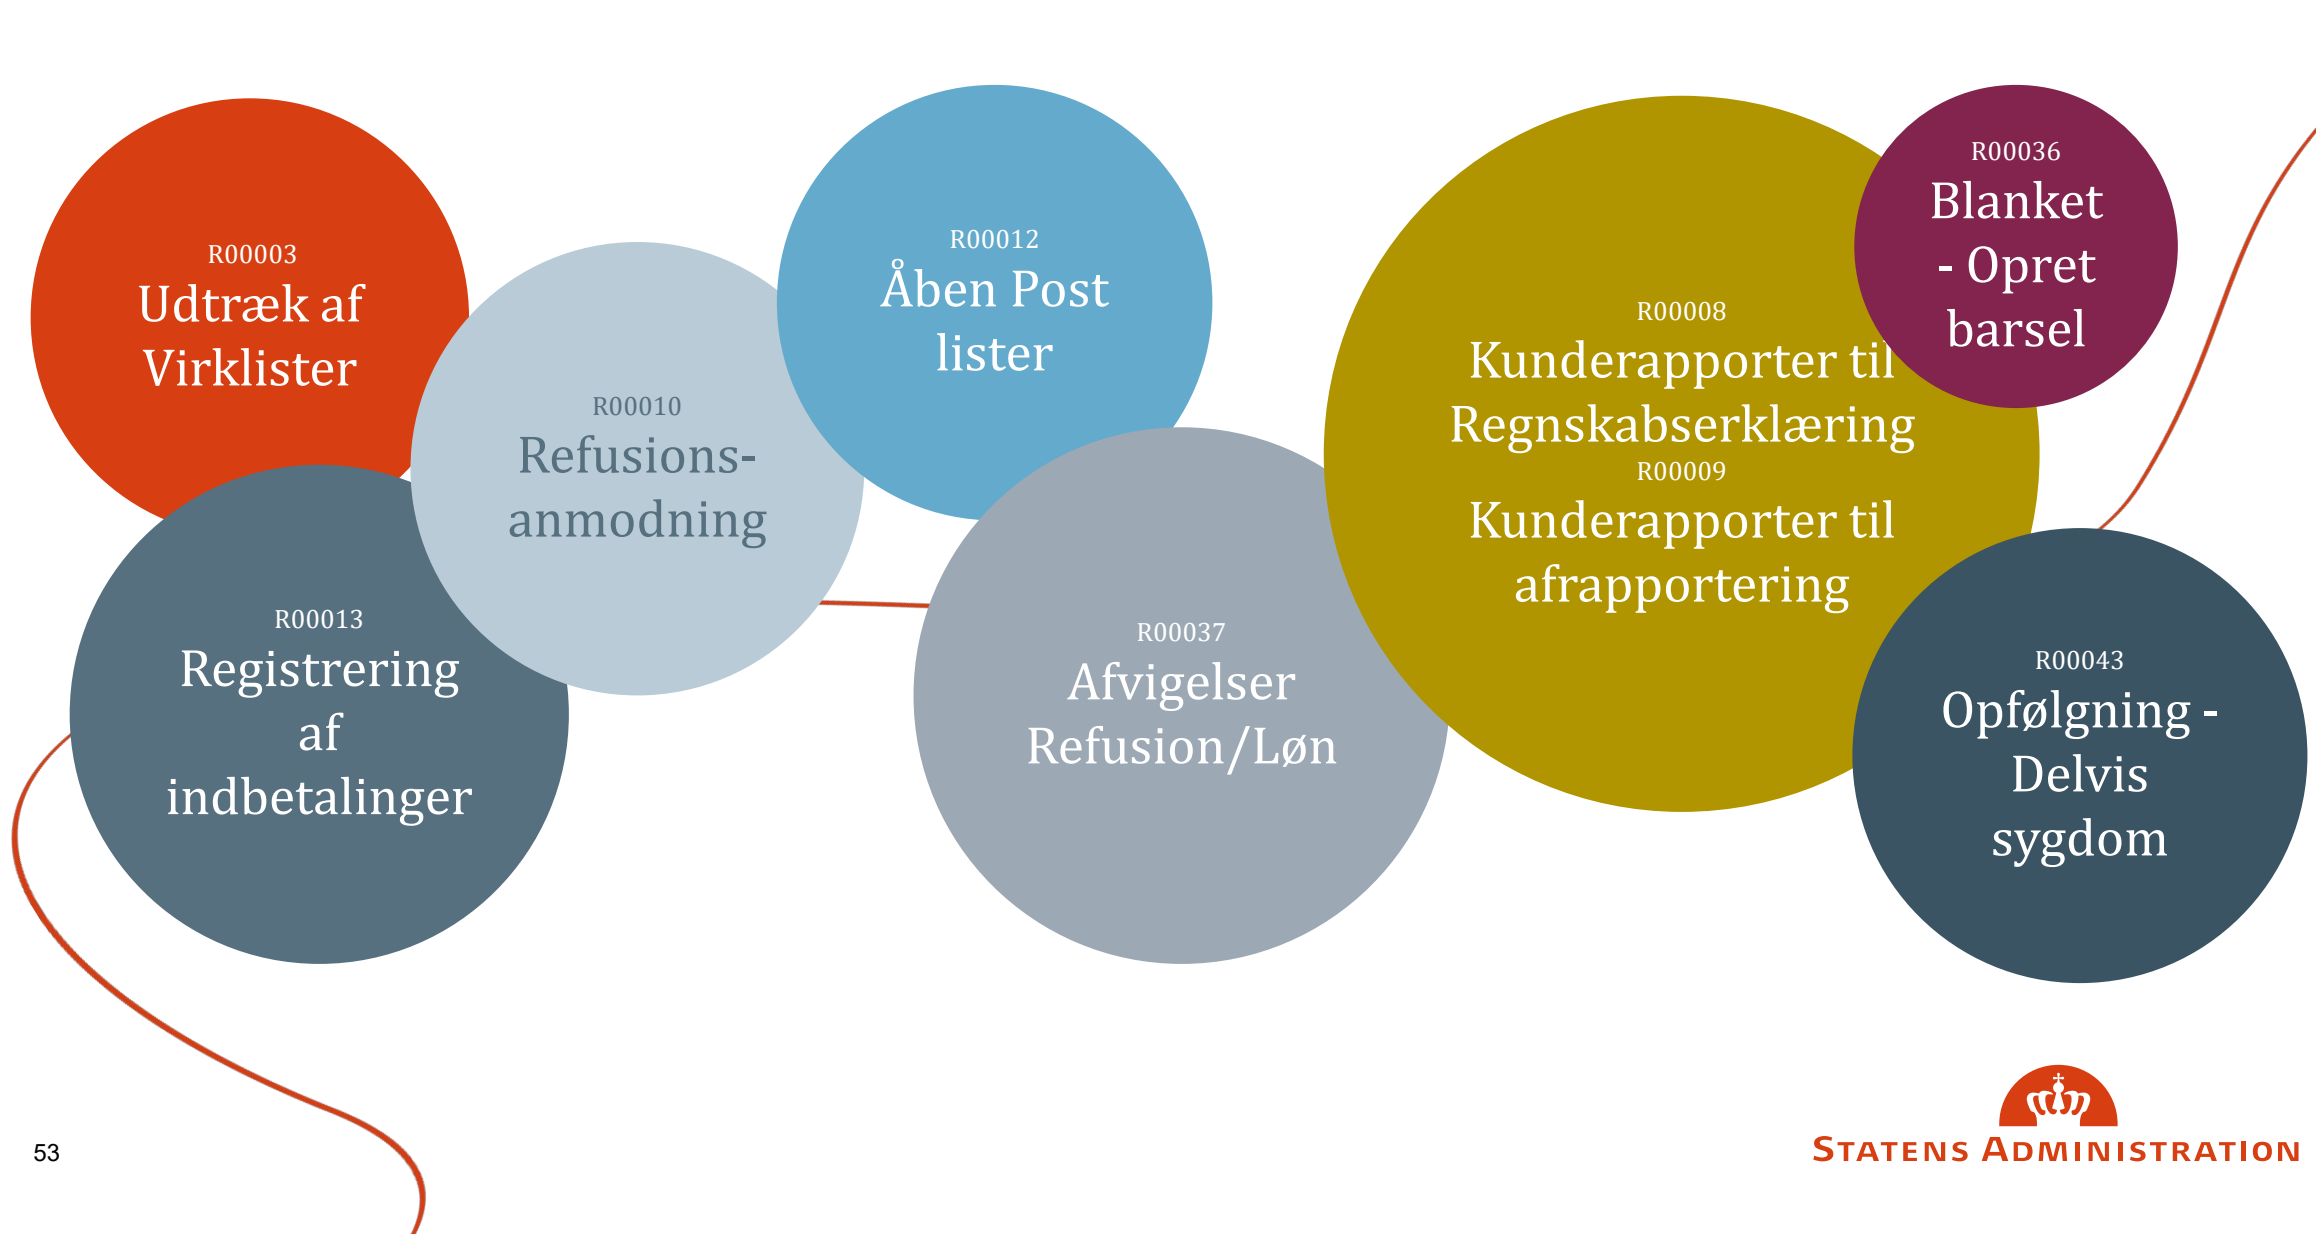 R00003
Udtræk af
Virklister
R00013
Registrering
af
indbetalinger
R00010
Refusions-
anmodning
R00012
Åben Post
lister
R00037
Afvigelser
Refusion/Løn
R00008
Kunderapporter til
Regnskabserklæring
R00009
Kunderapporter til
afrapportering
R00036
Blanket
- Opret
barsel
R00043
Opfølgning -
Delvis
sygdom
53
STATENS ADMINISTRATION